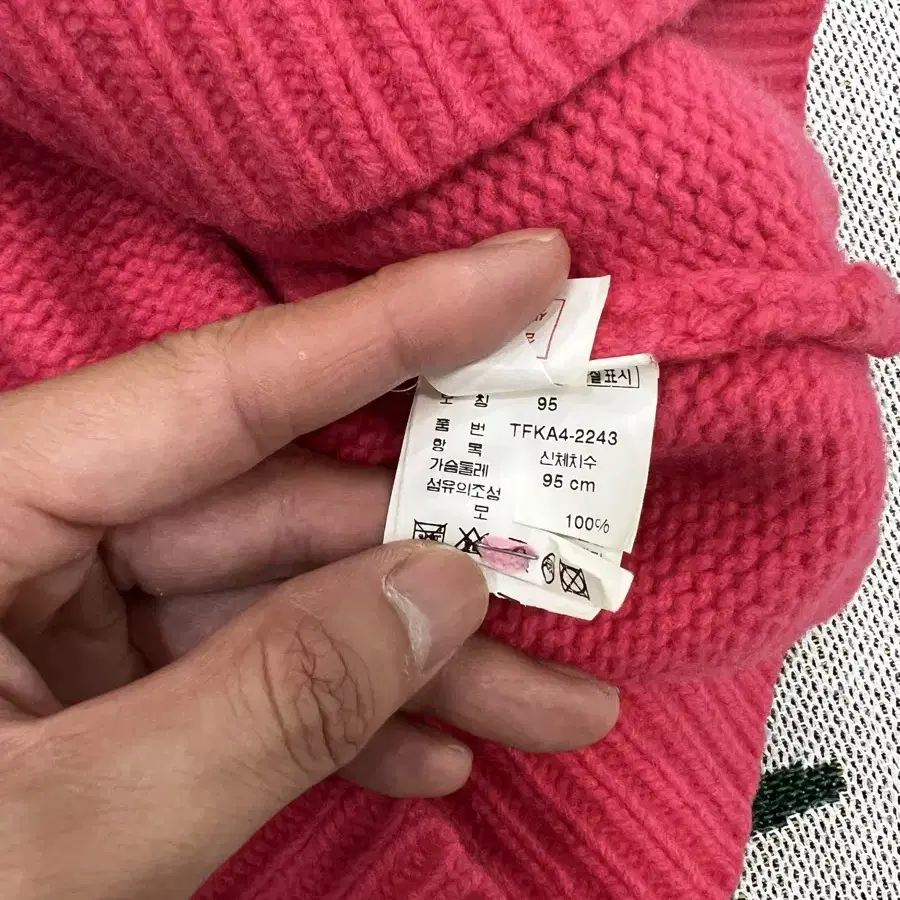 질표시
호 칭 95
품 번 TFKA4-2243
항 목 신체치수
가슴둘레 95 cm
섬유의조성
모 100%